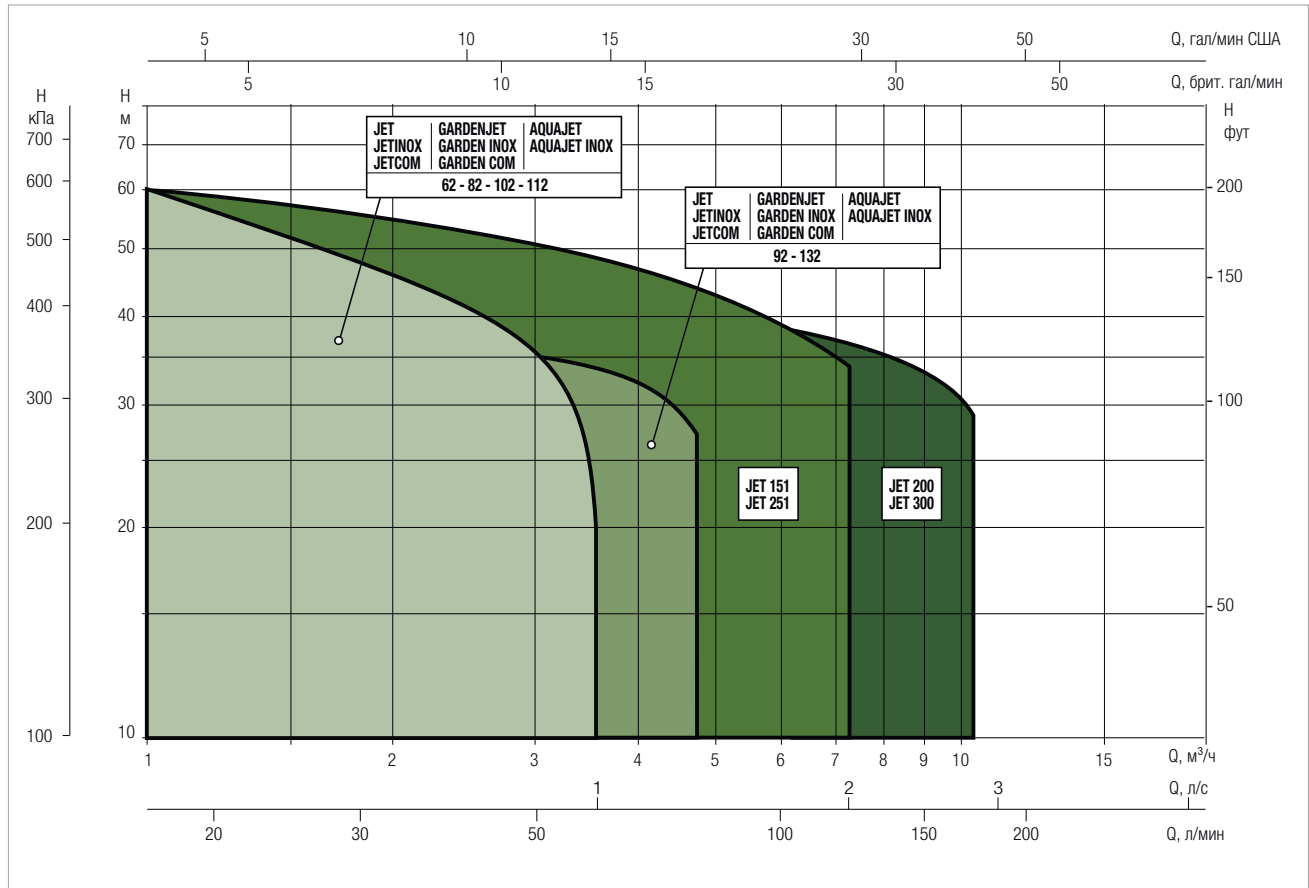 5 10 15 30 50 Q, гал/мин США
5 10 15 30 50 Q, брит. гал/мин
H
кПа
H
м
H
фут
700
600
500
400
300
200
100
70
60
50
40
30
20
10
200
150
100
50
JET GARDENJET AQUAJET
JETINOX GARDEN INOX AQUAJET INOX
JETCOM GARDEN COM
62 - 82 - 102 - 112
JET GARDENJET AQUAJET
JETINOX GARDEN INOX AQUAJET INOX
JETCOM GARDEN COM
92 - 132
JET 151
JET 251
JET 200
JET 300
1 2 3 4 5 6 7 8 9 10 15 Q, м³/ч
1 2 3 Q, л/с
20 30 50 100 150 200 Q, л/мин